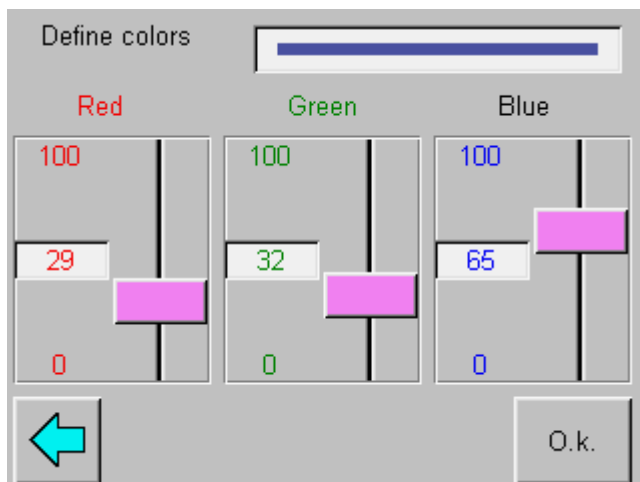 Define colors
Red Green Blue
100 100 100
29 32 65
0 0 0
O.k.